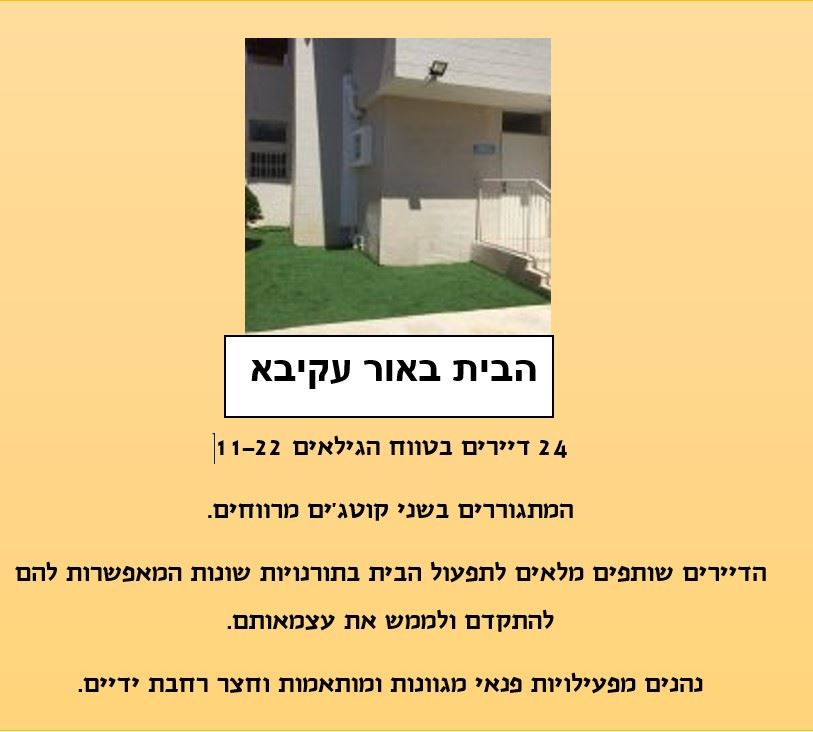 הבית באור עקיבא
24 דיירים בטווח הגילאים 11-22
המתגוררים בשני קוטג'ים מרווחים.
הדיירים שותפים מלאים לתפעול הבית בתורנויות שונות המאפשרות להם
להתקדם ולממש את עצמאותם.
נהנים מפעילויות פנאי מגוונות ומותאמות וחצר רחבת ידיים.